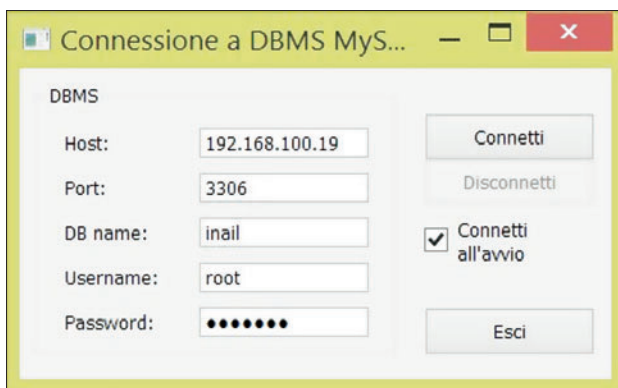 Connessione a DBMS MyS...
DBMS
Host: 192.168.100.19
Port: 3306
DB name: inail
Username: root
Password: ●●●●●●●
Connetti
Disconnetti
Connetti
all'avvio
Esci